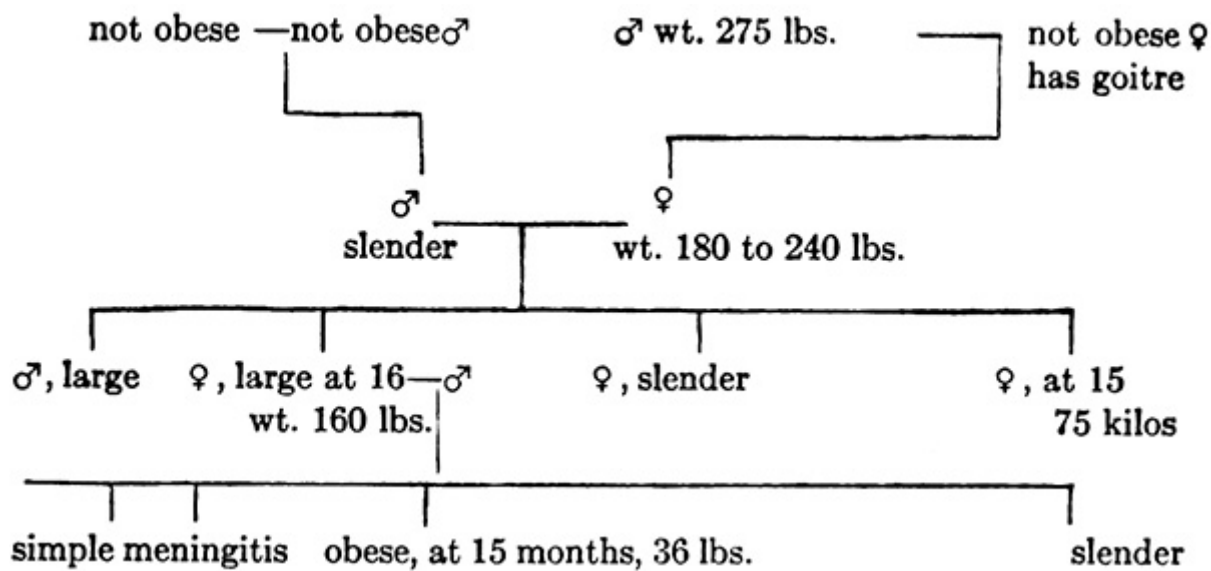 not obese —not obese♂ ♂ wt. 275 lbs. not obese ♀
has goitre
♂ ♀
slender wt. 180 to 240 lbs.
♂, large ♀, large at 16—♂ ♀, slender ♀, at 15
wt. 160 lbs. 75 kilos
simple meningitis obese, at 15 months, 36 lbs. slender